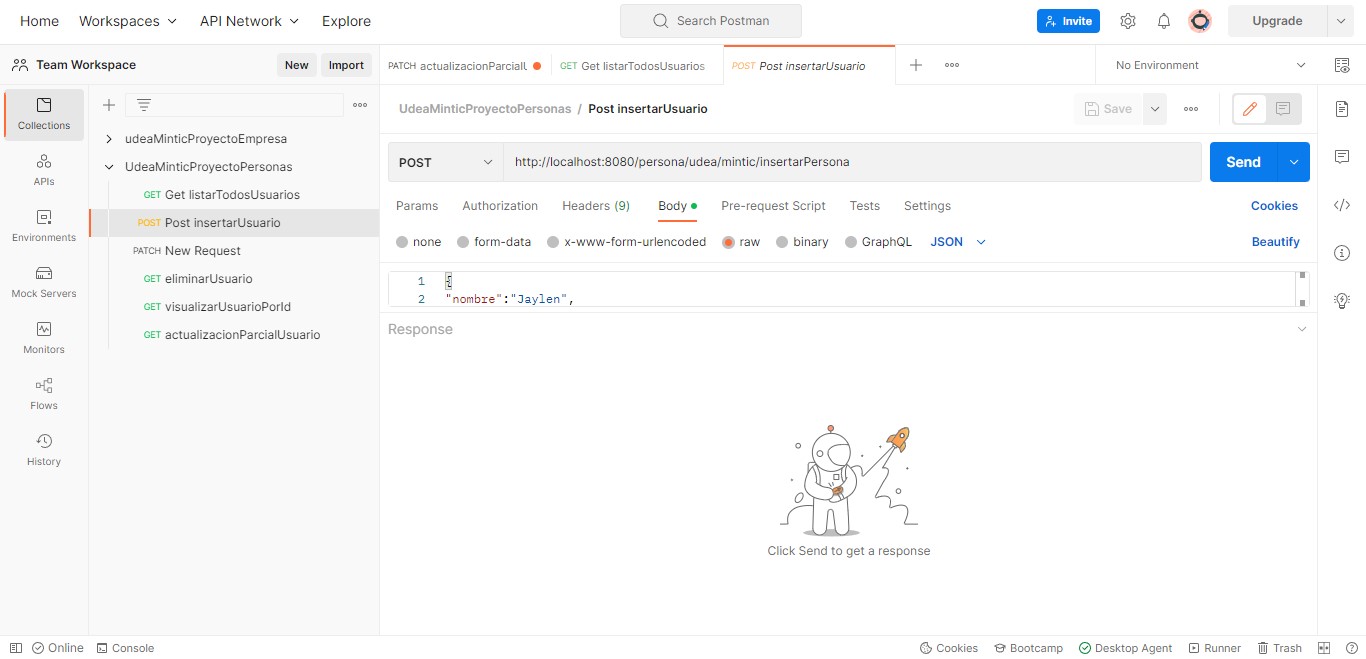 Home Workspaces API Network Explore Search Postman Invite Upgrade
Team Workspace New Import PATCH actualizacionParcialU GET Get listarTodosUsuarios POST Post insertarUsuario No Environment
Collections
APIs
Environments
Mock Servers
Monitors
Flows
History
udeaMinticProyectoEmpresa
UdeaMinticProyectoPersonas
GET Get listarTodosUsuarios
POST Post insertarUsuario
PATCH New Request
GET eliminarUsuario
GET visualizarUsuarioPorId
GET actualizacionParcialUsuario
UdeaMinticProyectoPersonas / Post insertarUsuario Save
POST http://localhost:8080/persona/udea/mintic/insertarPersona Send
Params Authorization Headers (9) Body Pre-request Script Tests Settings Cookies
none form-data x-www-form-urlencoded raw binary GraphQL JSON Beautify
1 {
2 "nombre":"Jaylen",
Response
Click Send to get a response
Online Console Cookies Bootcamp Desktop Agent Runner Trash